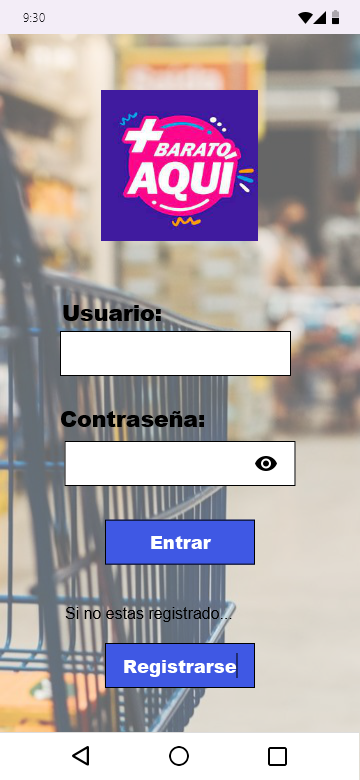 9:30
+ BARATO
AQUÍ
Usuario:
Contraseña:
Entrar
Si no estas registrado...
Registrarse